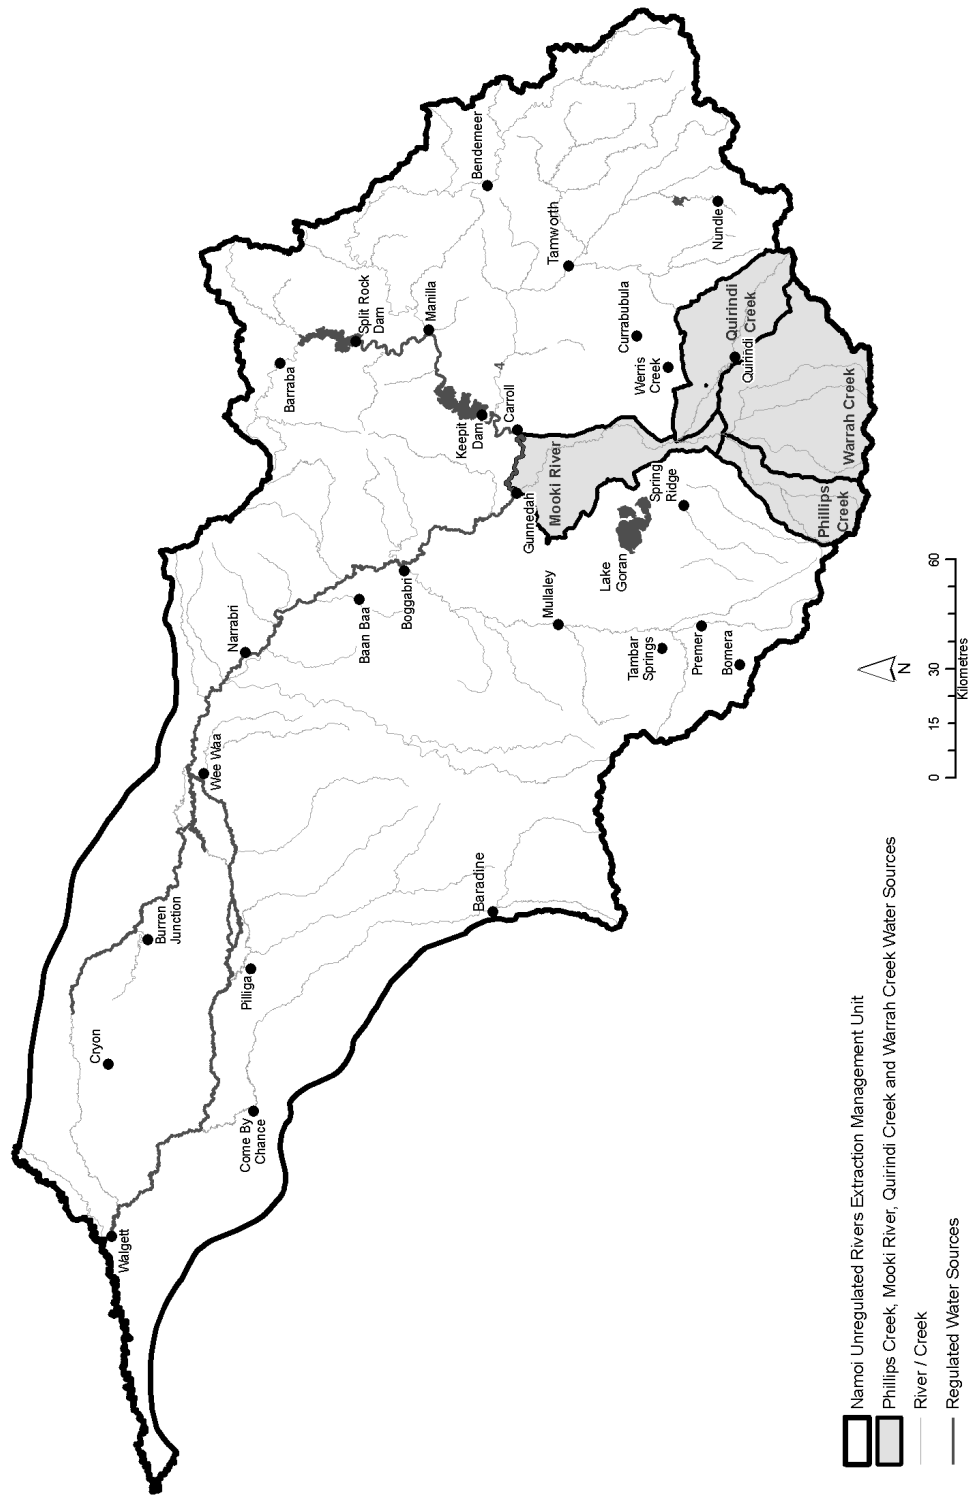 Cryon
Walgett
Burren
Junction
Wee Waa
Narrabri
Come By
Chance
Pilliga
Barraba
Split Rock
Dam
Baan Baa
Boggabri
Manilla
Keepit
Dam
Bendemeer
Baradine
4
Carroll
Gunnedah
Mullaley
Tamworth
Mooki River
Lake
Goran
Currabubula
Tambar
Springs
Werris
Creek
Spring
Ridge
Premer
Nundle
Bomera
Quirindi
Creek
Quirindi
Phillips
Creek
Warrah Creek
Namoi Unregulated Rivers Extraction Management Unit
Phillips Creek, Mooki River, Quirindi Creek and Warrah Creek Water Sources
River / Creek
Regulated Water Sources
N
0 15 30 60
Kilometres